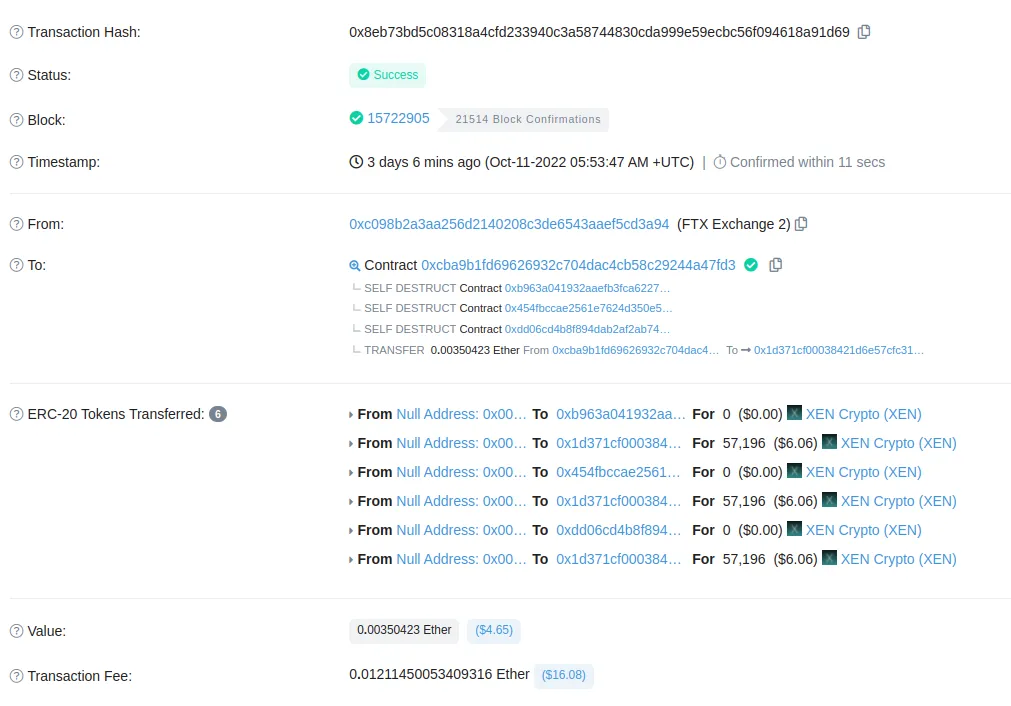 Transaction Hash: 0x8eb73bd5c08318a4cfd233940c3a58744830cda999e59ecbc56f094618a91d69
Status: Success
Block: 15722905 21514 Block Confirmations
Timestamp: 3 days 6 mins ago (Oct-11-2022 05:53:47 AM +UTC) | Confirmed within 11 secs
From: 0xc098b2a3aa256d2140208c3de6543aaef5cd3a94 (FTX Exchange 2)
To: Contract 0xcba9b1fd69626932c704dac4cb58c29244a47fd3
SELF DESTRUCT Contract 0xb963a041932aaefb3fca6227…
SELF DESTRUCT Contract 0x454fbccae2561e7624d350e5…
SELF DESTRUCT Contract 0xdd06cd4b8f894dab2af2ab74…
TRANSFER 0.00350423 Ether From 0xcba9b1fd69626932c704dac4… To → 0x1d371cf00038421d6e57cfc31…
ERC-20 Tokens Transferred: 6 From Null Address: 0x00… To 0xb963a041932aa… For 0 ($0.00) XEN Crypto (XEN)
From Null Address: 0x00… To 0x1d371cf000384… For 57,196 ($6.06) XEN Crypto (XEN)
From Null Address: 0x00… To 0x454fbccae2561… For 0 ($0.00) XEN Crypto (XEN)
From Null Address: 0x00… To 0x1d371cf000384… For 57,196 ($6.06) XEN Crypto (XEN)
From Null Address: 0x00… To 0xdd06cd4b8f894… For 0 ($0.00) XEN Crypto (XEN)
From Null Address: 0x00… To 0x1d371cf000384… For 57,196 ($6.06) XEN Crypto (XEN)
Value: 0.00350423 Ether ($4.65)
Transaction Fee: 0.01211450053409316 Ether ($16.08)